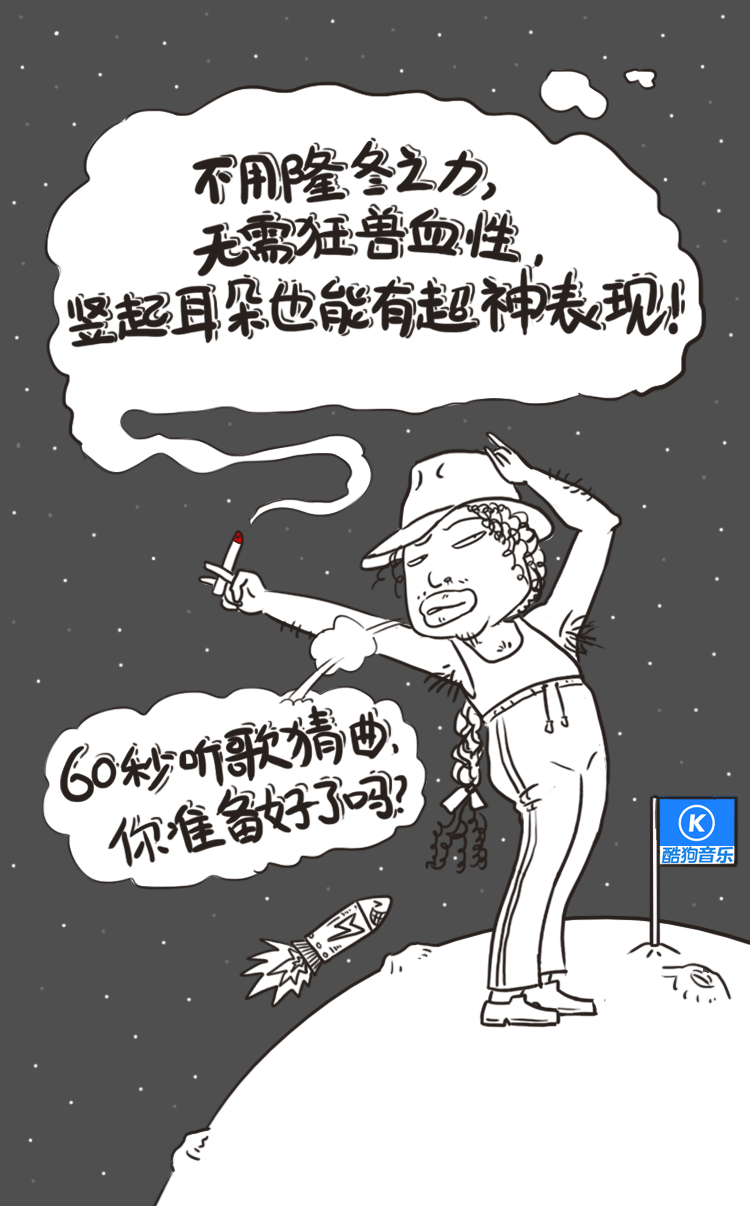 不用隆冬之力,
无需狂兽血性,
竖起耳朵也能有超神表现!
60秒听歌猜曲,
你准备好了吗?
K
酷狗音乐